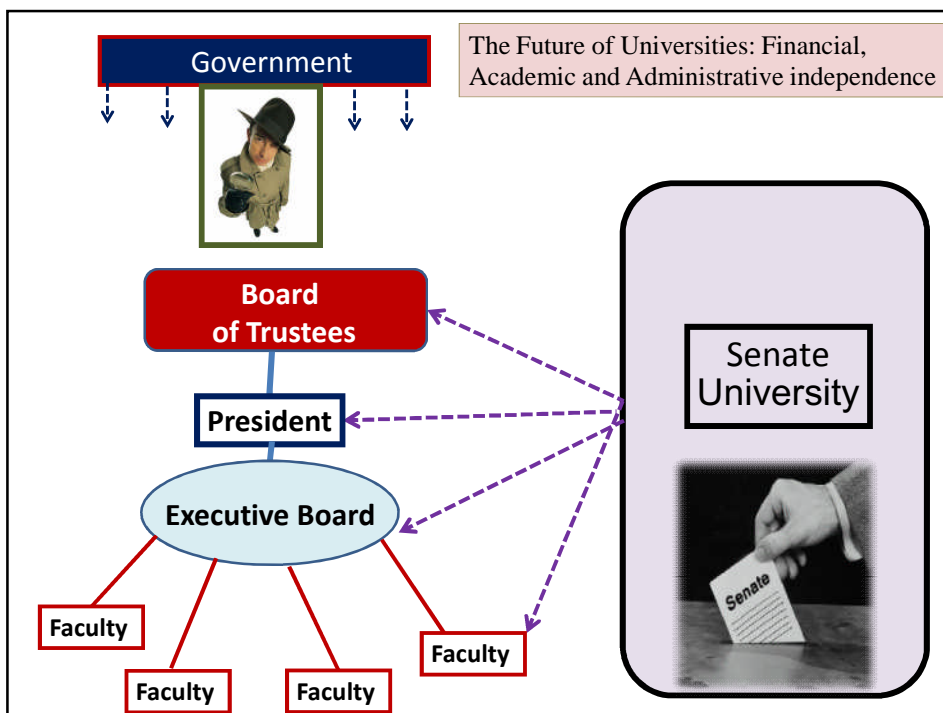 Government
The Future of Universities: Financial,
Academic and Administrative independence
Board
of Trustees
President
Executive Board
Faculty
Faculty
Faculty
Faculty
Senate
University
Senate